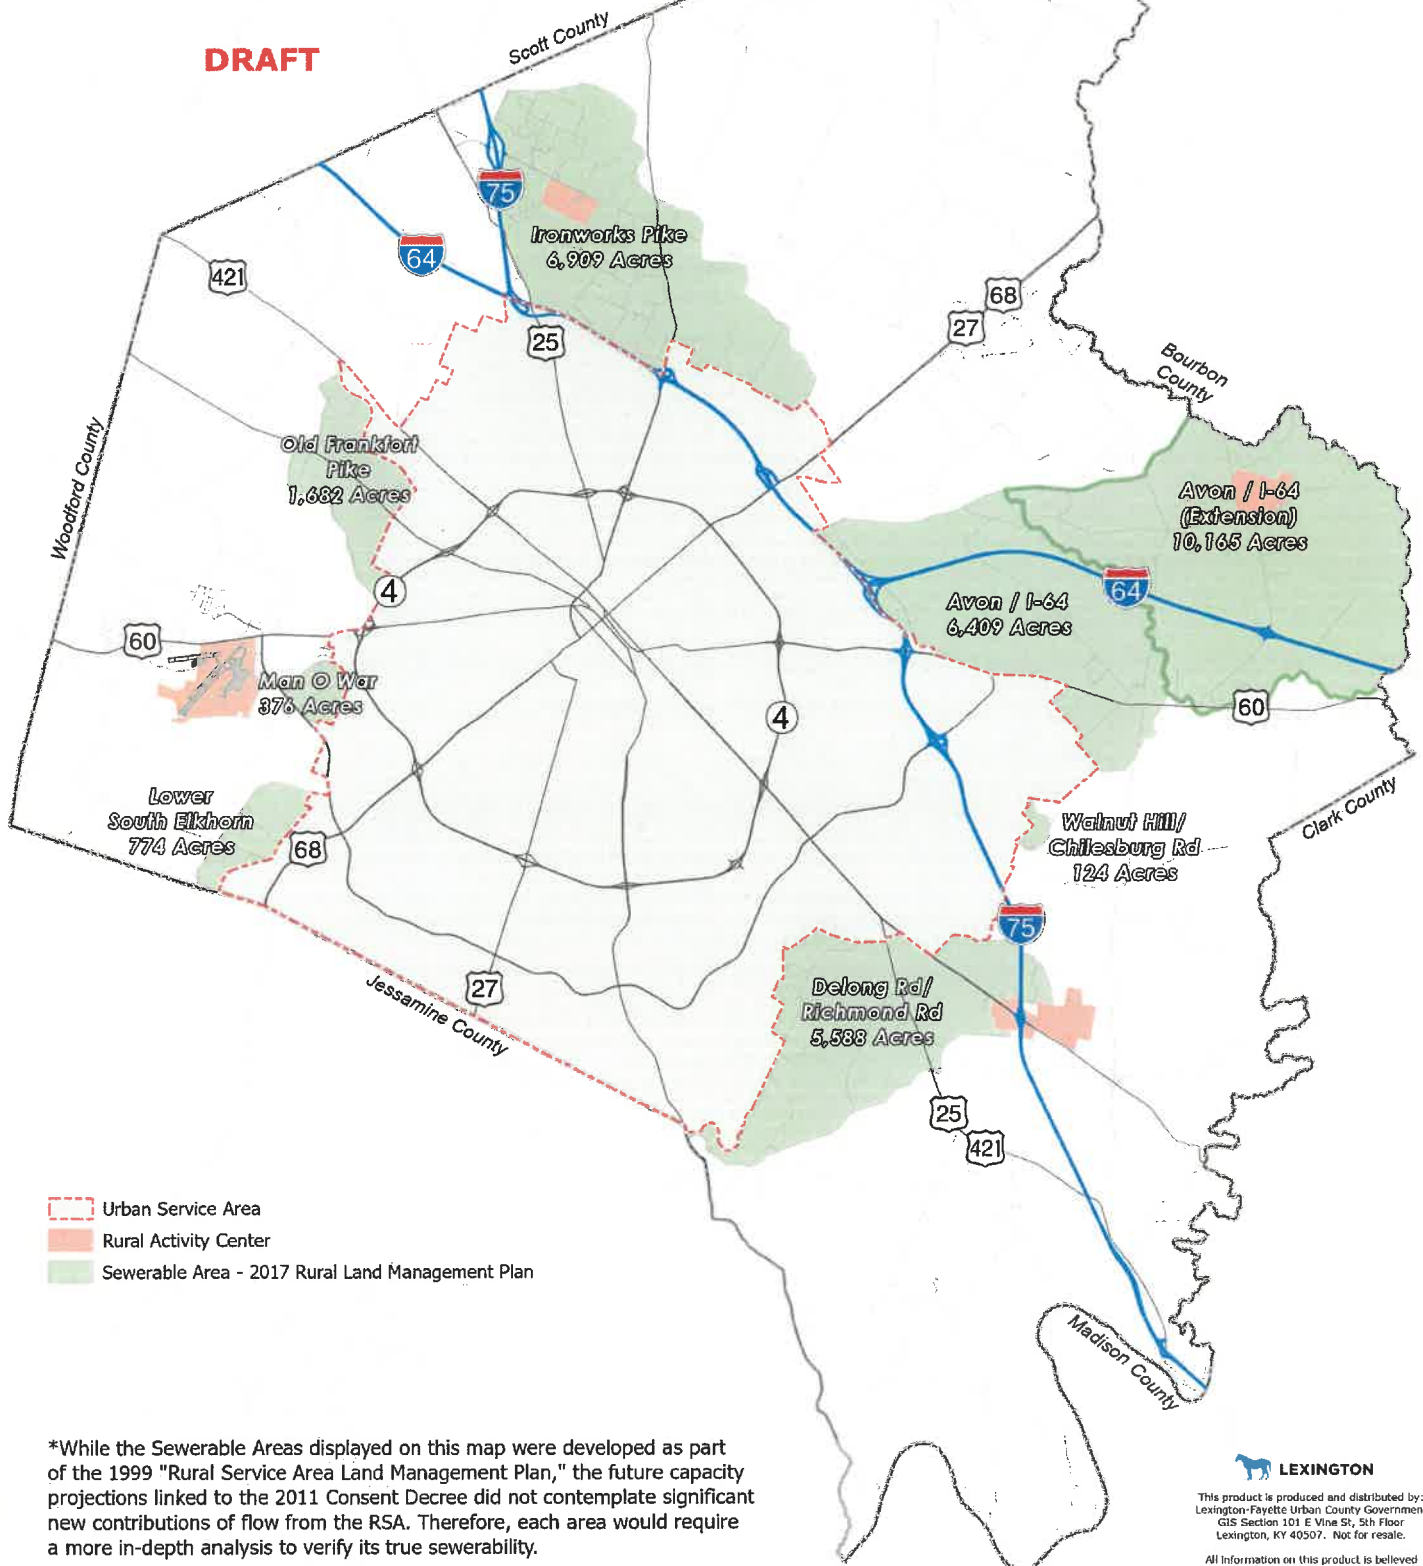 DRAFT
Scott County
75
64
Ironworks Pike
6,909 Acres
421
68
27
25
Bourbon
County
Woodford County
Old Frankfort
Pike
1,682 Acres
Avon / I-64
(Extension)
10,165 Acres
4
64
Avon / I-64
6,409 Acres
60
Man O War
376 Acres
4
60
Lower
South Elkhorn
774 Acres
68
Walnut Hill/
Chilesburg Rd
124 Acres
Clark County
75
27
Jessamine County
Delong Rd/
Richmond Rd
5,588 Acres
25
421
Urban Service Area
Rural Activity Center
Sewerable Area - 2017 Rural Land Management Plan
Madison County
*While the Sewerable Areas displayed on this map were developed as part
of the 1999 "Rural Service Area Land Management Plan," the future capacity
projections linked to the 2011 Consent Decree did not contemplate significant
new contributions of flow from the RSA. Therefore, each area would require
a more in-depth analysis to verify its true sewerability.
LEXINGTON
This product is produced and distributed by:
Lexington-Fayette Urban County Governmen
GIS Section 101 E Vine St, 5th Floor
Lexington, KY 40507. Not for resale.
All information on this product is believed